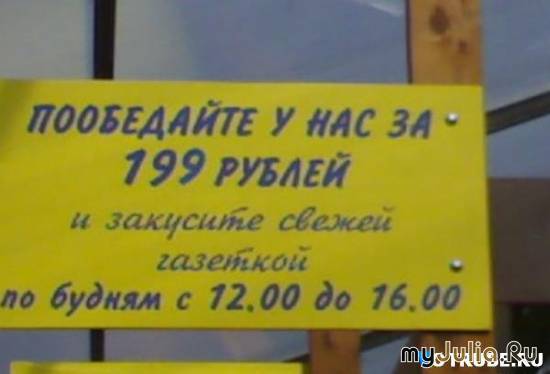 ПООБЕДАЙТЕ У НАС ЗА
199 РУБЛЕЙ
и закусите свежей
газеткой
по будням с 12.00 до 16.00
myJulia.Ru